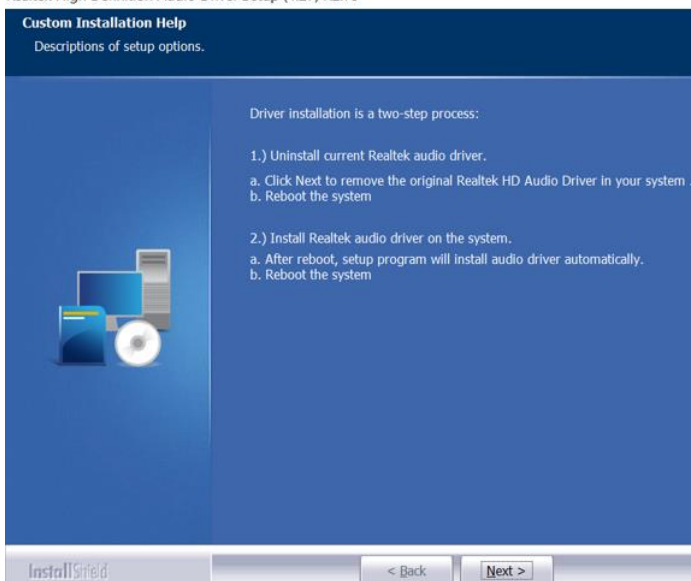 Custom Installation Help
Descriptions of setup options.
Driver installation is a two-step process:
1.) Uninstall current Realtek audio driver.
a. Click Next to remove the original Realtek HD Audio Driver in your system .
b. Reboot the system
2.) Install Realtek audio driver on the system.
a. After reboot, setup program will install audio driver automatically.
b. Reboot the system
InstallShield
< Back
Next >